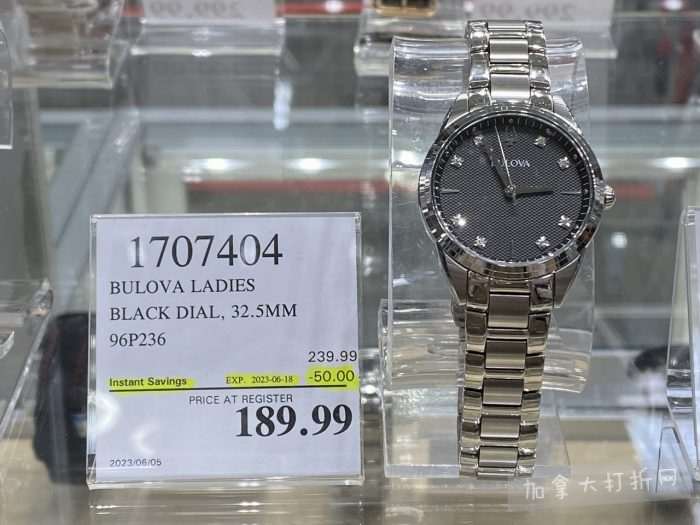 1707404
BULOVA LADIES
BLACK DIAL, 32.5MM
96P236
239.99
Instant Savings EXP. 2023-06-18 -50.00
PRICE AT REGISTER
189.99
2023/06/05
BULOVA
加拿大打折网